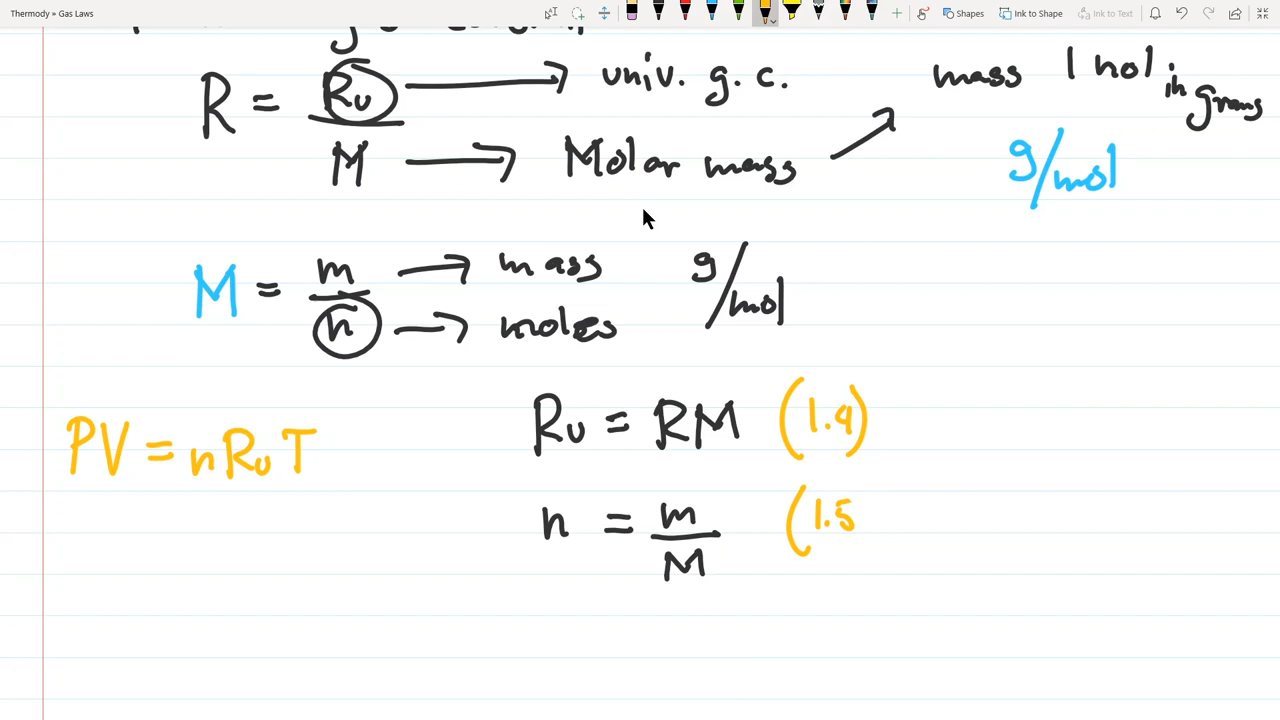 Thermody » Gas Laws
Shapes Ink to Shape Ink to Text
R = Ru / M
→ univ. g. c.
→ Molar mass
mass 1 mol in grams
g/mol
M = m / n
→ mass
→ moles
g/mol
PV = nRuT
Ru = RM (1.4)
n = m / M (1.5